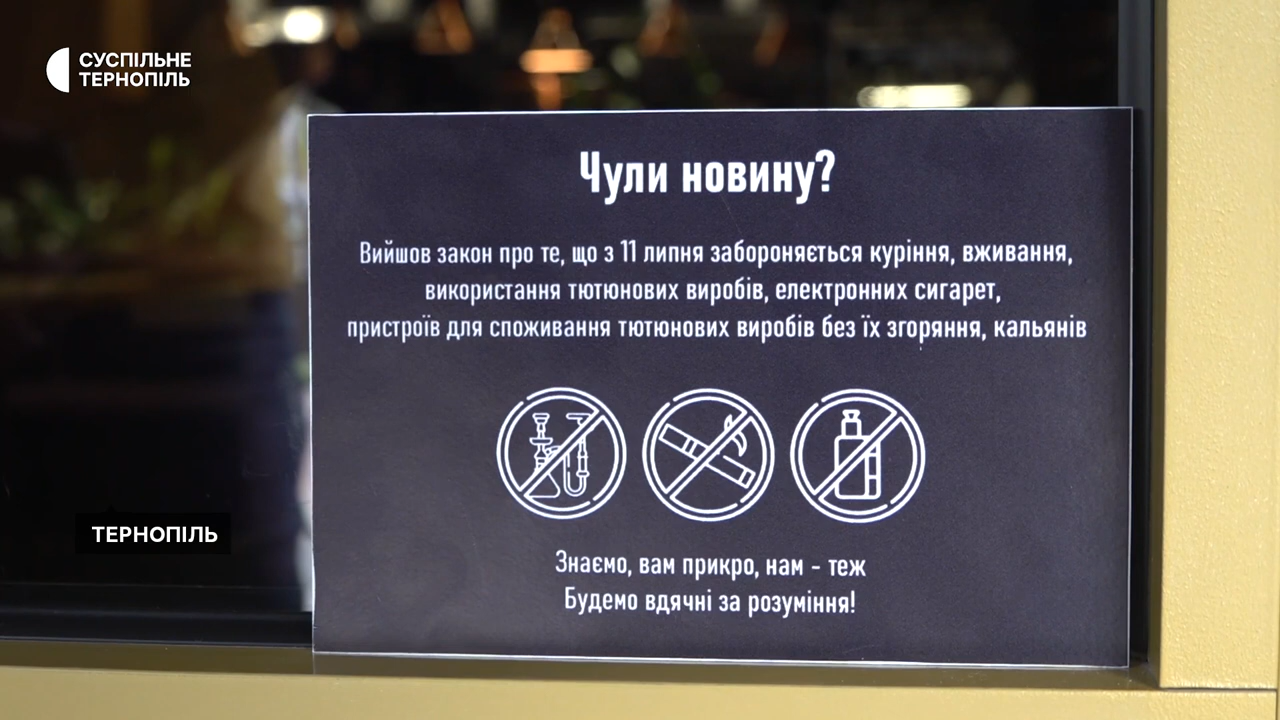 СУСПІЛЬНЕ
ТЕРНОПІЛЬ
Чули новину?
Вийшов закон про те, що з 11 липня забороняється куріння, вживання,
використання тютюнових виробів, електронних сигарет,
пристроїв для споживання тютюнових виробів без їх згоряння, кальянів
ТЕРНОПІЛЬ
Знаємо, вам прикро, нам - теж
Будемо вдячні за розуміння!